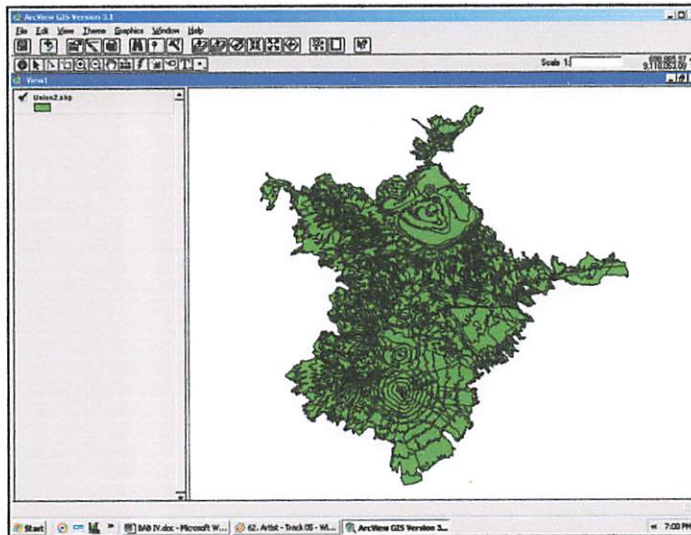 ArcView GIS Version 3.1
File Edit View Theme Graphics Window Help
Scale 1:
View1
Union2.shp
Start
BAB IV.doc - Microsoft W...
62. Artist - Track 05 - Wi...
ArcView GIS Version 3...
7:00 PM